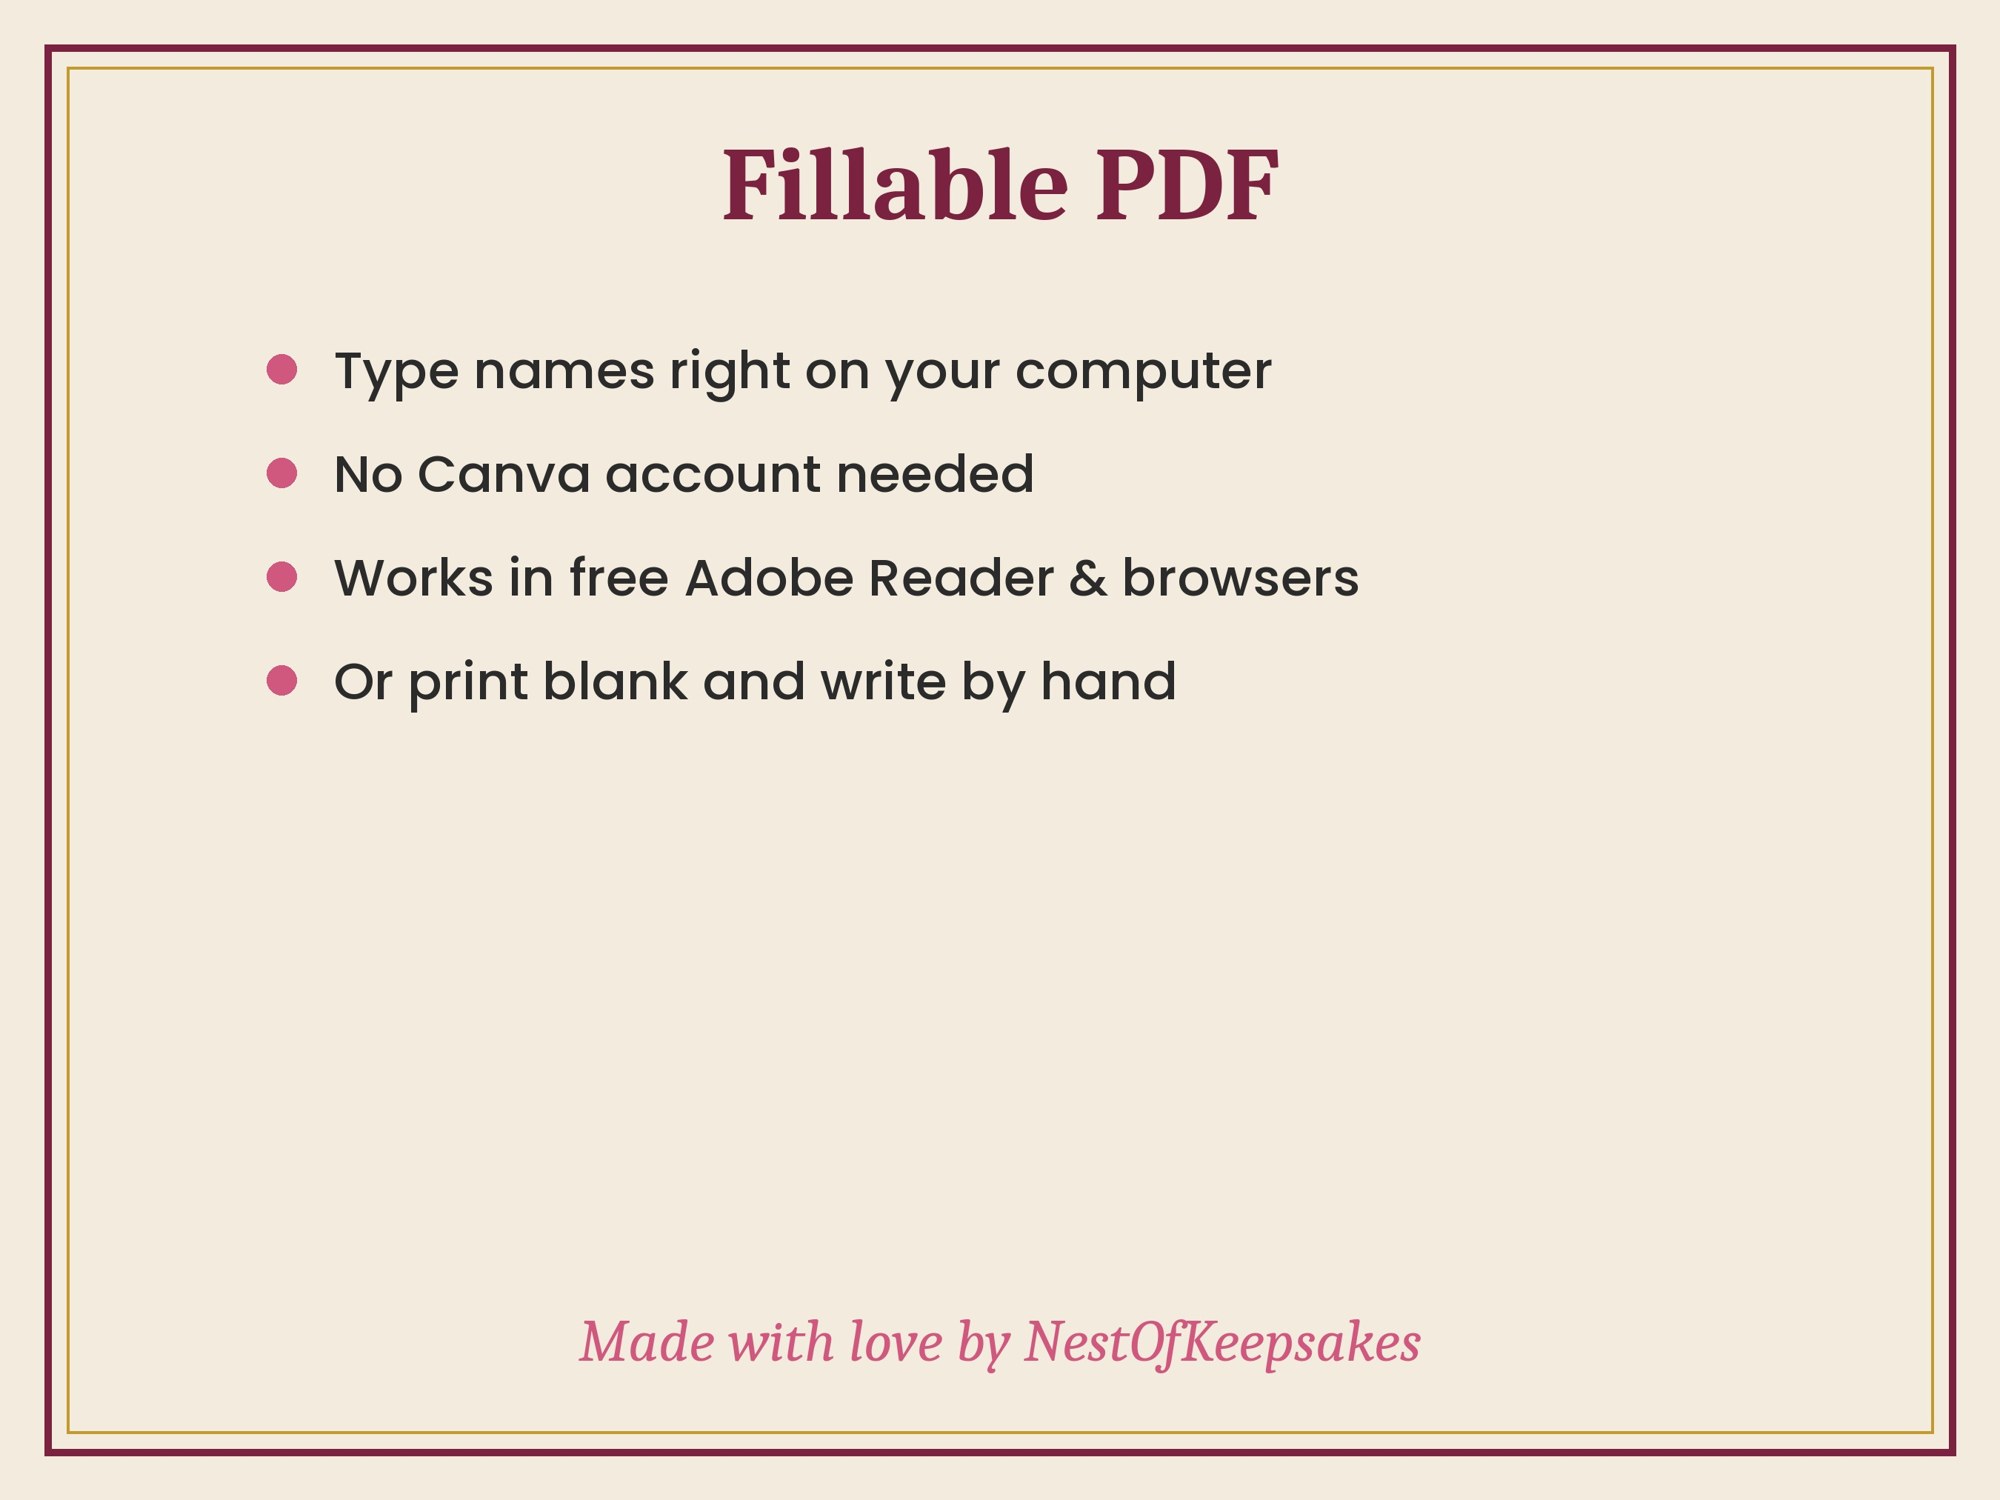 Fillable PDF
Type names right on your computer
No Canva account needed
Works in free Adobe Reader & browsers
Or print blank and write by hand
Made with love by NestOfKeepsakes